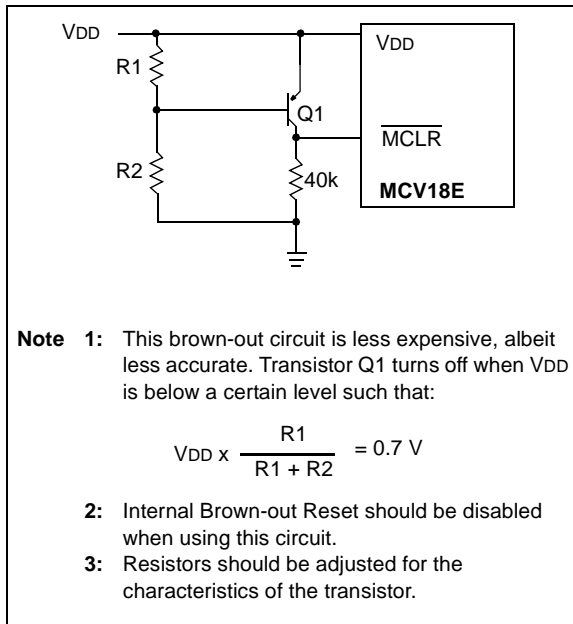 VDD
VDD
R1
Q1
MCLR
R2
40k
MCV18E
Note 1: This brown-out circuit is less expensive, albeit
less accurate. Transistor Q1 turns off when VDD
is below a certain level such that:
VDD x R1 / R1 + R2 = 0.7 V
2: Internal Brown-out Reset should be disabled
when using this circuit.
3: Resistors should be adjusted for the
characteristics of the transistor.